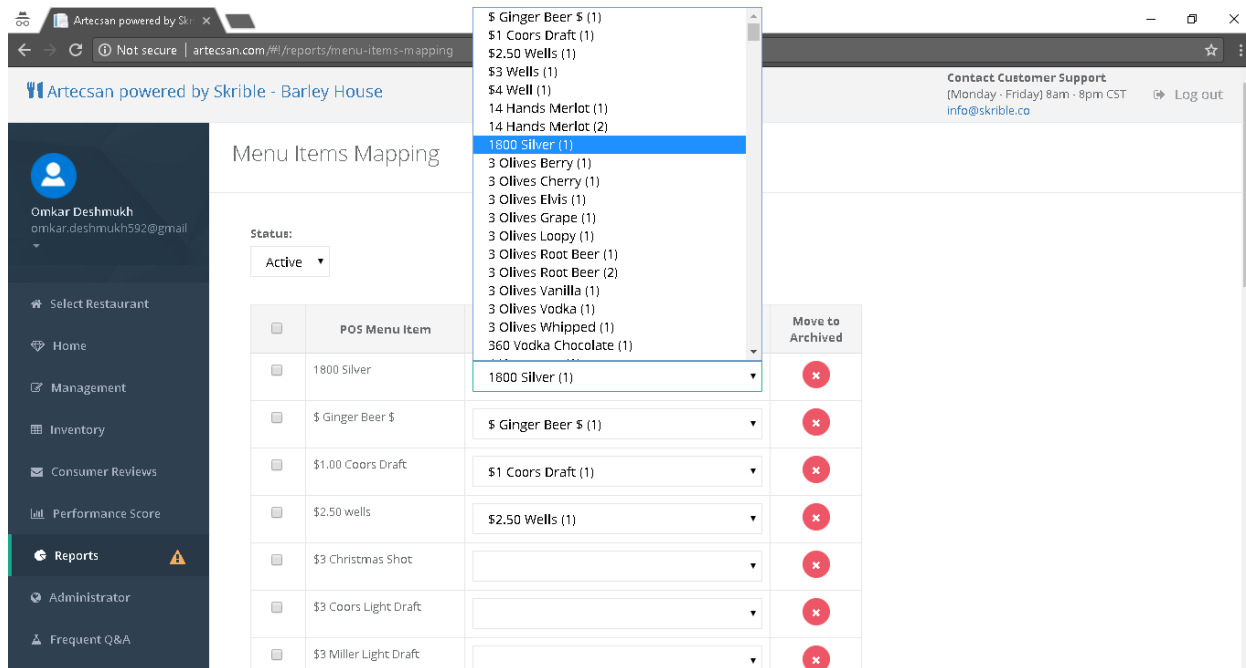 Artecsan powered by Skr
Not secure | artecsan.com/#!/reports/menu-items-mapping
Artecsan powered by Skrible - Barley House
Contact Customer Support
(Monday - Friday) 8am - 8pm CST
info@skrible.co
Log out
Omkar Deshmukh
omkar.deshmukh592@gmail
Select Restaurant
Home
Management
Inventory
Consumer Reviews
Performance Score
Reports
Administrator
Frequent Q&A
Menu Items Mapping
Status:
Active
$ Ginger Beer $ (1)
$1 Coors Draft (1)
$2.50 Wells (1)
$3 Wells (1)
$4 Well (1)
14 Hands Merlot (1)
14 Hands Merlot (2)
1800 Silver (1)
3 Olives Berry (1)
3 Olives Cherry (1)
3 Olives Elvis (1)
3 Olives Grape (1)
3 Olives Loopy (1)
3 Olives Root Beer (1)
3 Olives Root Beer (2)
3 Olives Vanilla (1)
3 Olives Vodka (1)
3 Olives Whipped (1)
360 Vodka Chocolate (1)
POS Menu Item
Move to
Archived
1800 Silver
1800 Silver (1)
$ Ginger Beer $
$ Ginger Beer $ (1)
$1.00 Coors Draft
$1 Coors Draft (1)
$2.50 wells
$2.50 Wells (1)
$3 Christmas Shot
$3 Coors Light Draft
$3 Miller Light Draft